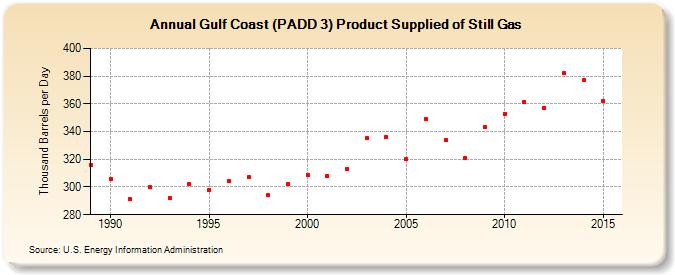 Annual Gulf Coast (PADD 3) Product Supplied of Still Gas
Thousand Barrels per Day
400
380
360
340
320
300
280
1990 1995 2000 2005 2010 2015
Source: U.S. Energy Information Administration